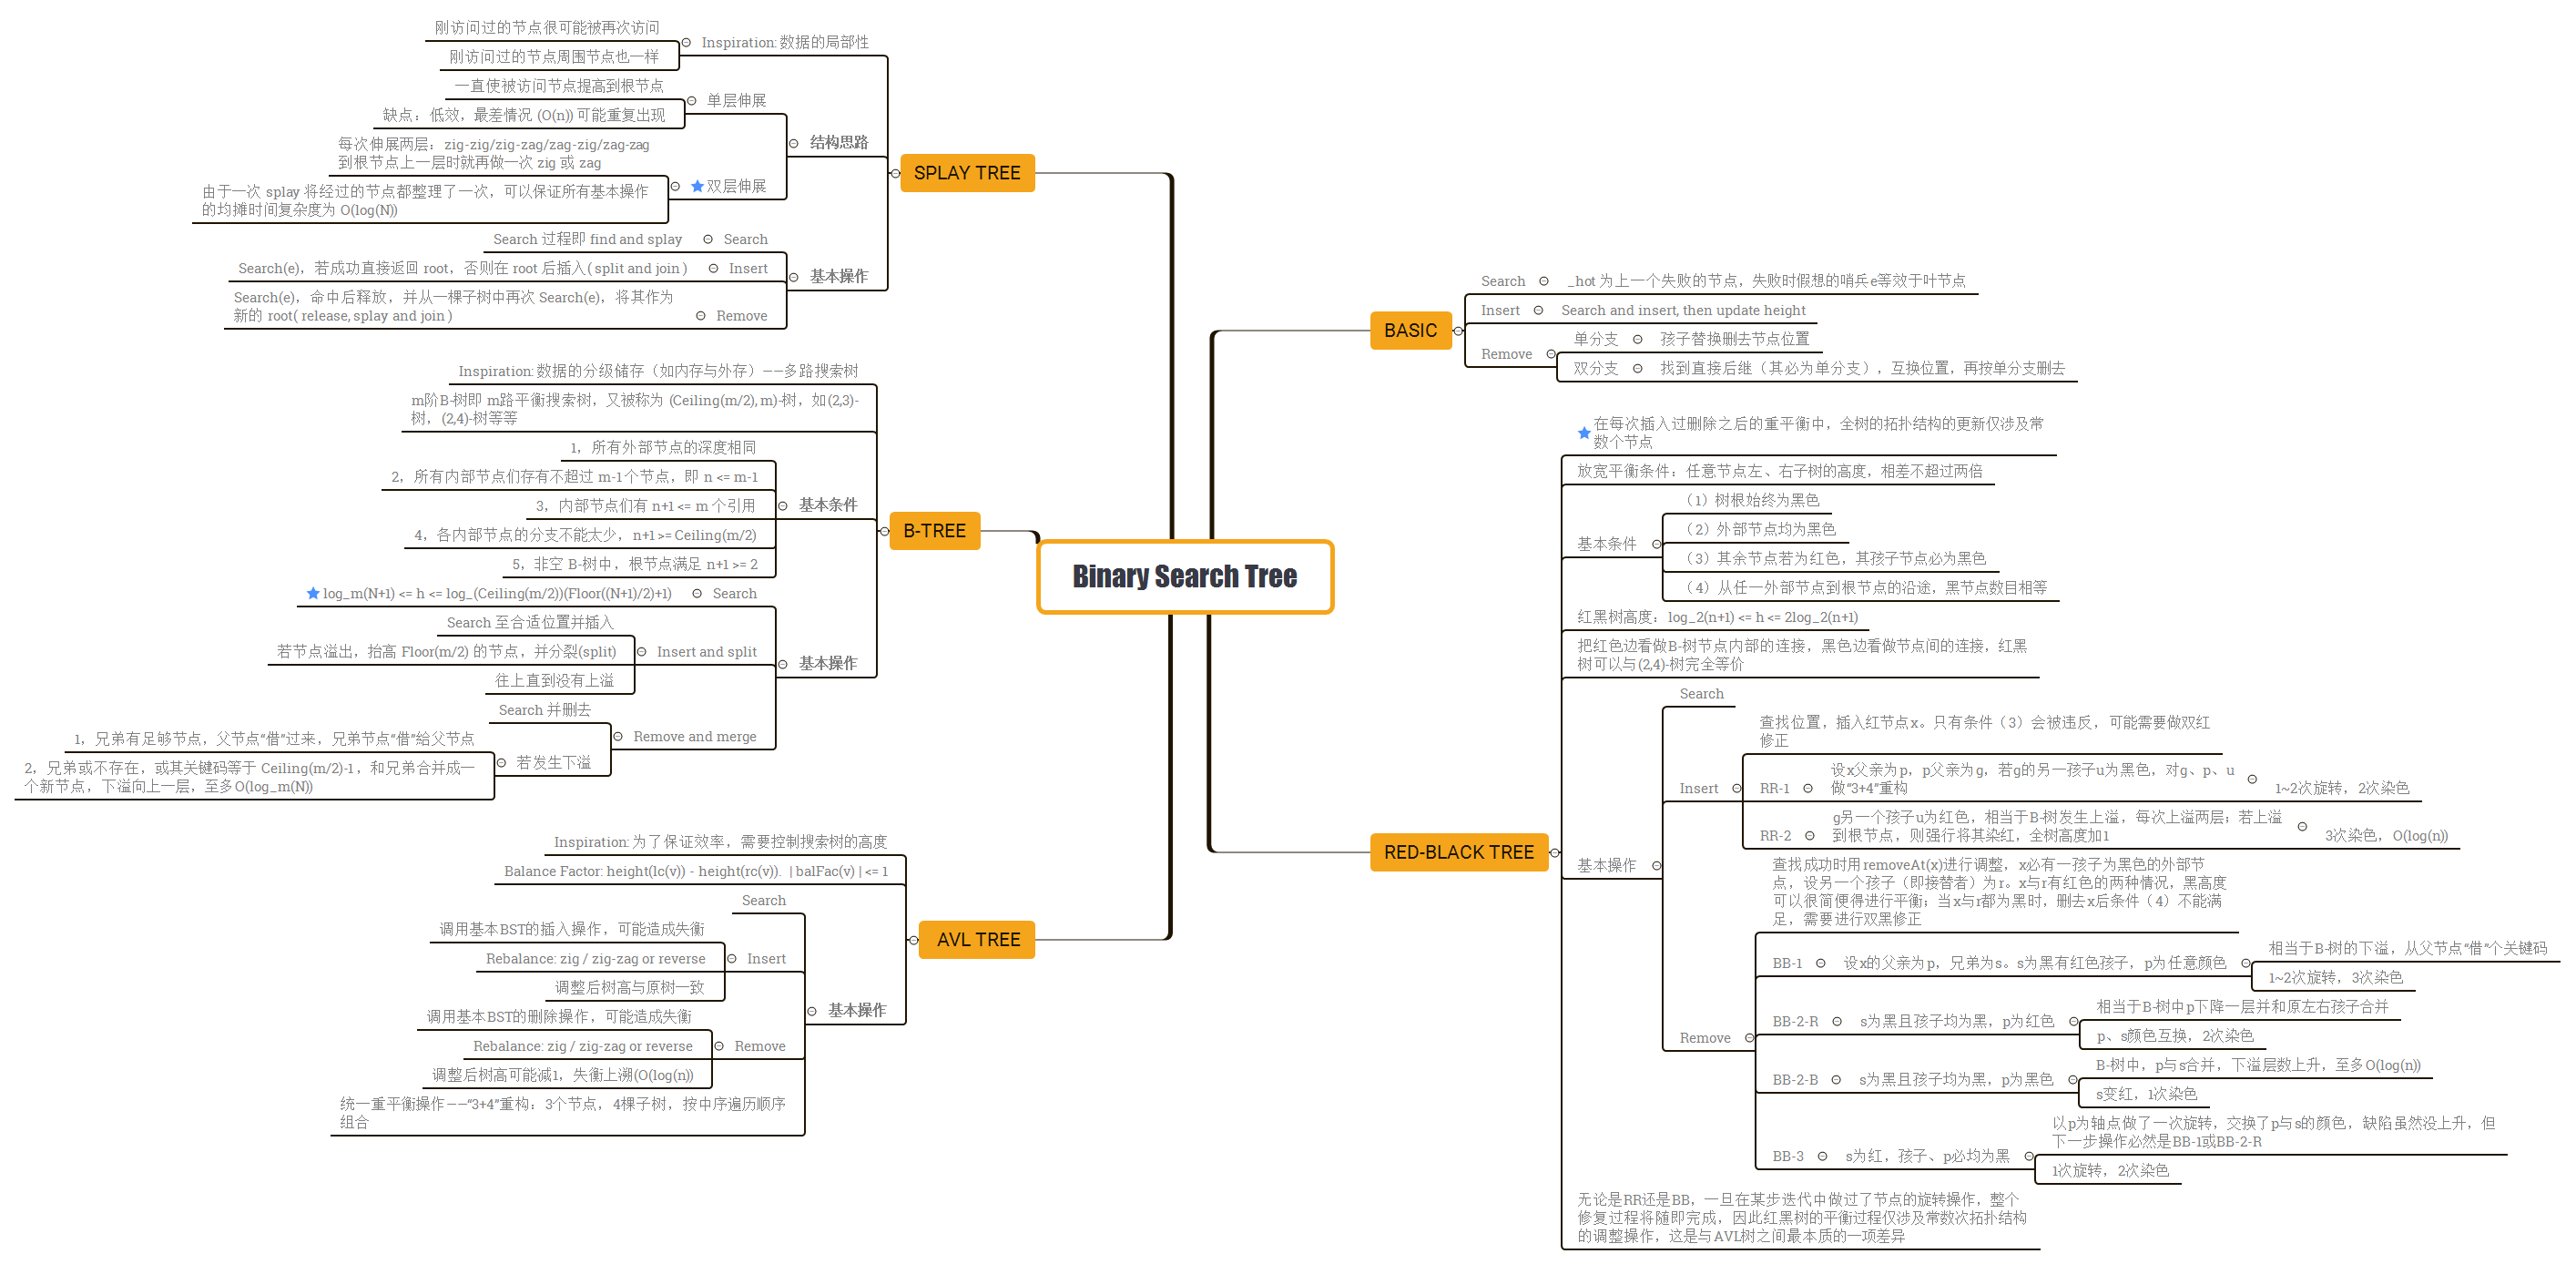 Binary Search Tree
SPLAY TREE
Inspiration: 数据的局部性
刚访问过的节点很可能被再次访问
刚访问过的节点周围节点也一样
结构思路
单层伸展
一直使被访问节点提高到根节点
缺点：低效，最差情况 (O(n)) 可能重复出现
双层伸展
每次伸展两层：zig-zig/zig-zag/zag-zig/zag-zag
到根节点上一层时就再做一次 zig 或 zag
由于一次 splay 将经过的节点都整理了一次，可以保证所有基本操作
的均摊时间复杂度为 O(log(N))
基本操作
Search
Search 过程即 find and splay
Insert
Search(e)，若成功直接返回 root，否则在 root 后插入( split and join )
Remove
Search(e)，命中后释放，并从一棵子树中再次 Search(e)，将其作为
新的 root( release, splay and join )
B-TREE
Inspiration: 数据的分级储存（如内存与外存）——多路搜索树
m阶B-树即 m路平衡搜索树，又被称为 (Ceiling(m/2), m)-树，如(2,3)-
树，(2,4)-树等等
基本条件
1，所有外部节点的深度相同
2，所有内部节点们存有不超过 m-1 个节点，即 n <= m-1
3，内部节点们有 n+1 <= m 个引用
4，各内部节点的分支不能太少，n+1 >= Ceiling(m/2)
5，非空 B-树中，根节点满足 n+1 >= 2
基本操作
Search
log_m(N+1) <= h <= log_(Ceiling(m/2))(Floor((N+1)/2)+1)
Insert and split
Search 至合适位置并插入
若节点溢出，抬高 Floor(m/2) 的节点，并分裂(split)
往上直到没有上溢
Remove and merge
Search 并删去
若发生下溢
1，兄弟有足够节点，父节点“借”过来，兄弟节点“借”给父节点
2，兄弟或不存在，或其关键码等于 Ceiling(m/2)-1，和兄弟合并成一
个新节点，下溢向上一层，至多O(log_m(N))
AVL TREE
Inspiration: 为了保证效率，需要控制搜索树的高度
Balance Factor: height(lc(v)) - height(rc(v)). | balFac(v) | <= 1
基本操作
Search
Insert
调用基本BST的插入操作，可能造成失衡
Rebalance: zig / zig-zag or reverse
调整后树高与原树一致
Remove
调用基本BST的删除操作，可能造成失衡
Rebalance: zig / zig-zag or reverse
调整后树高可能减1，失衡上溯(O(log(n))
统一重平衡操作——“3+4”重构：3个节点，4棵子树，按中序遍历顺序
组合
BASIC
Search
_hot 为上一个失败的节点，失败时假想的哨兵e等效于叶节点
Insert
Search and insert, then update height
Remove
单分支
孩子替换删去节点位置
双分支
找到直接后继（其必为单分支），互换位置，再按单分支删去
RED-BLACK TREE
在每次插入过删除之后的重平衡中，全树的拓扑结构的更新仅涉及常
数个节点
放宽平衡条件：任意节点左、右子树的高度，相差不超过两倍
基本条件
（1）树根始终为黑色
（2）外部节点均为黑色
（3）其余节点若为红色，其孩子节点必为黑色
（4）从任一外部节点到根节点的沿途，黑节点数目相等
红黑树高度：log_2(n+1) <= h <= 2log_2(n+1)
把红色边看做B-树节点内部的连接，黑色边看做节点间的连接，红黑
树可以与(2,4)-树完全等价
基本操作
Search
Insert
查找位置，插入红节点x。只有条件（3）会被违反，可能需要做双红
修正
RR-1
设x父亲为p，p父亲为g，若g的另一孩子u为黑色，对g、p、u
做“3+4”重构
1~2次旋转，2次染色
RR-2
g另一个孩子u为红色，相当于B-树发生上溢，每次上溢两层；若上溢
到根节点，则强行将其染红，全树高度加1
3次染色，O(log(n))
Remove
查找成功时用removeAt(x)进行调整，x必有一孩子为黑色的外部节
点，设另一个孩子（即接替者）为r。x与r有红色的两种情况，黑高度
可以很简便得进行平衡；当x与r都为黑时，删去x后条件（4）不能满
足，需要进行双黑修正
BB-1
设x的父亲为p，兄弟为s。s为黑有红色孩子，p为任意颜色
相当于B-树的下溢，从父节点“借”个关键码
1~2次旋转，3次染色
BB-2-R
s为黑且孩子均为黑，p为红色
相当于B-树中p下降一层并和原左右孩子合并
p、s颜色互换，2次染色
BB-2-B
s为黑且孩子均为黑，p为黑色
B-树中，p与s合并，下溢层数上升，至多O(log(n))
s变红，1次染色
BB-3
s为红，孩子、p必均为黑
以p为轴点做了一次旋转，交换了p与s的颜色，缺陷虽然没上升，但
下一步操作必然是BB-1或BB-2-R
1次旋转，2次染色
无论是RR还是BB，一旦在某步迭代中做过了节点的旋转操作，整个
修复过程将随即完成，因此红黑树的平衡过程仅涉及常数次拓扑结构
的调整操作，这是与AVL树之间最本质的一项差异